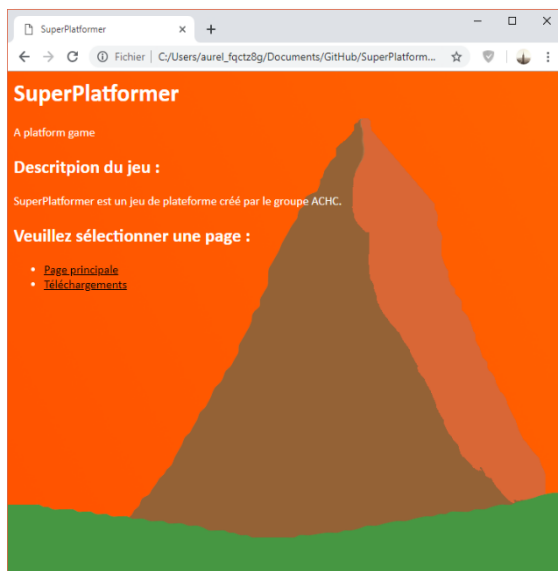 SuperPlatformer
Fichier
C:/Users/aurel_fqctz8g/Documents/GitHub/SuperPlatform...
SuperPlatformer
A platform game
Descritpion du jeu :
SuperPlatformer est un jeu de plateforme créé par le groupe ACHC.
Veuillez sélectionner une page :
Page principale
Téléchargements